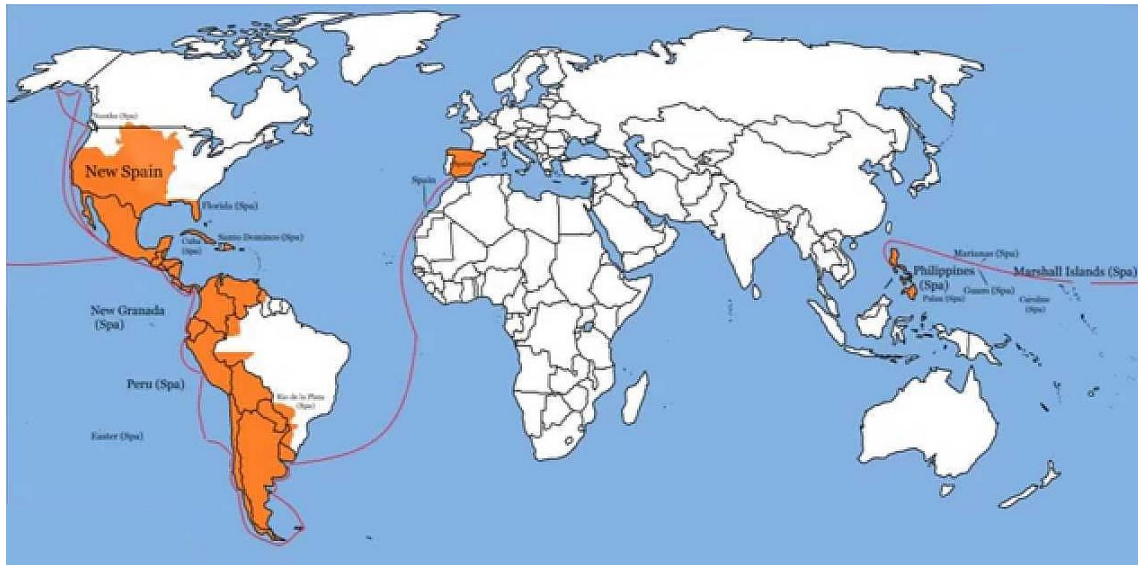 Nootka (Spa)
New Spain
Florida (Spa)
Cuba
(Spa)
Santo Domingo (Spa)
Spain
Spain
Marianas (Spa)
Philippines
(Spa)
Marshall Islands (Spa)
Palau (Spa)
Guam (Spa)
Caroline
(Spa)
New Granada
(Spa)
Peru (Spa)
Rio de la Plata
(Spa)
Easter (Spa)